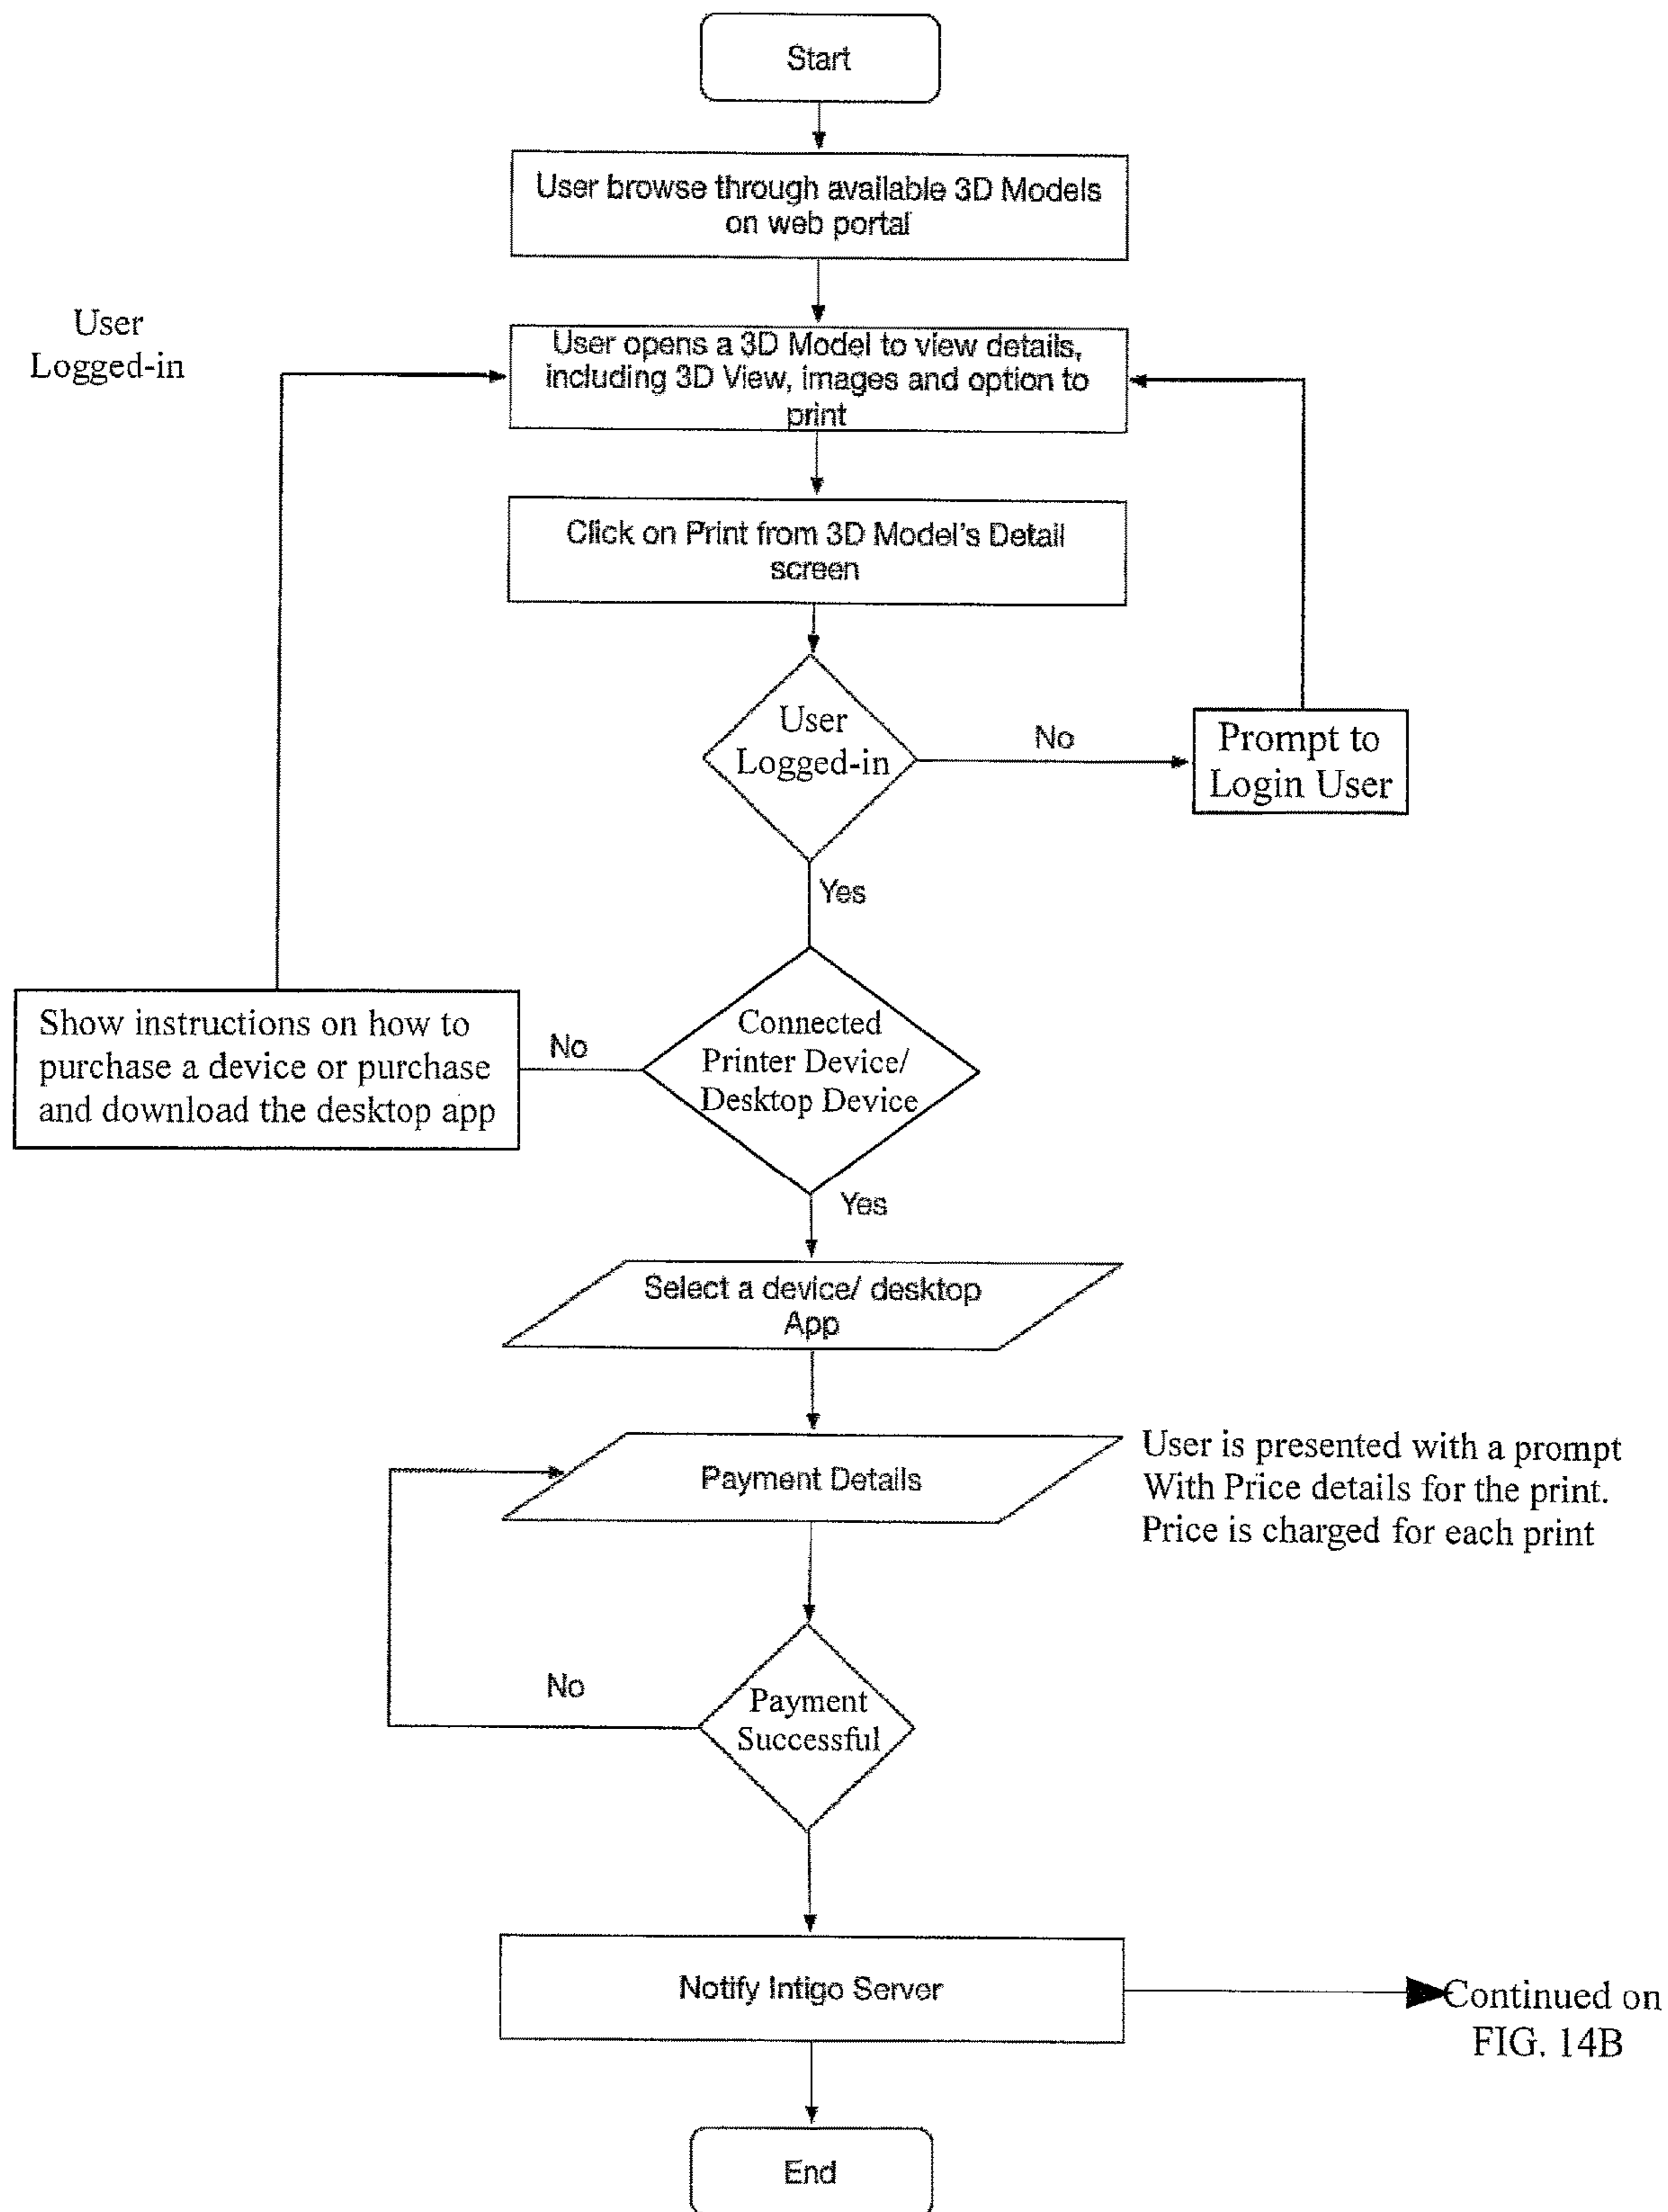 Start
User browse through available 3D Models
on web portal
User
Logged-in
User opens a 3D Model to view details,
including 3D View, images and option to
print
Click on Print from 3D Model's Detail
screen
User
Logged-in
No
Prompt to
Login User
Yes
Show instructions on how to
purchase a device or purchase
and download the desktop app
No
Connected
Printer Device/
Desktop Device
Yes
Select a device/ desktop
App
Payment Details
User is presented with a prompt
With Price details for the print.
Price is charged for each print
No
Payment
Successful
Notify Intigo Server
Continued on
FIG. 14B
End